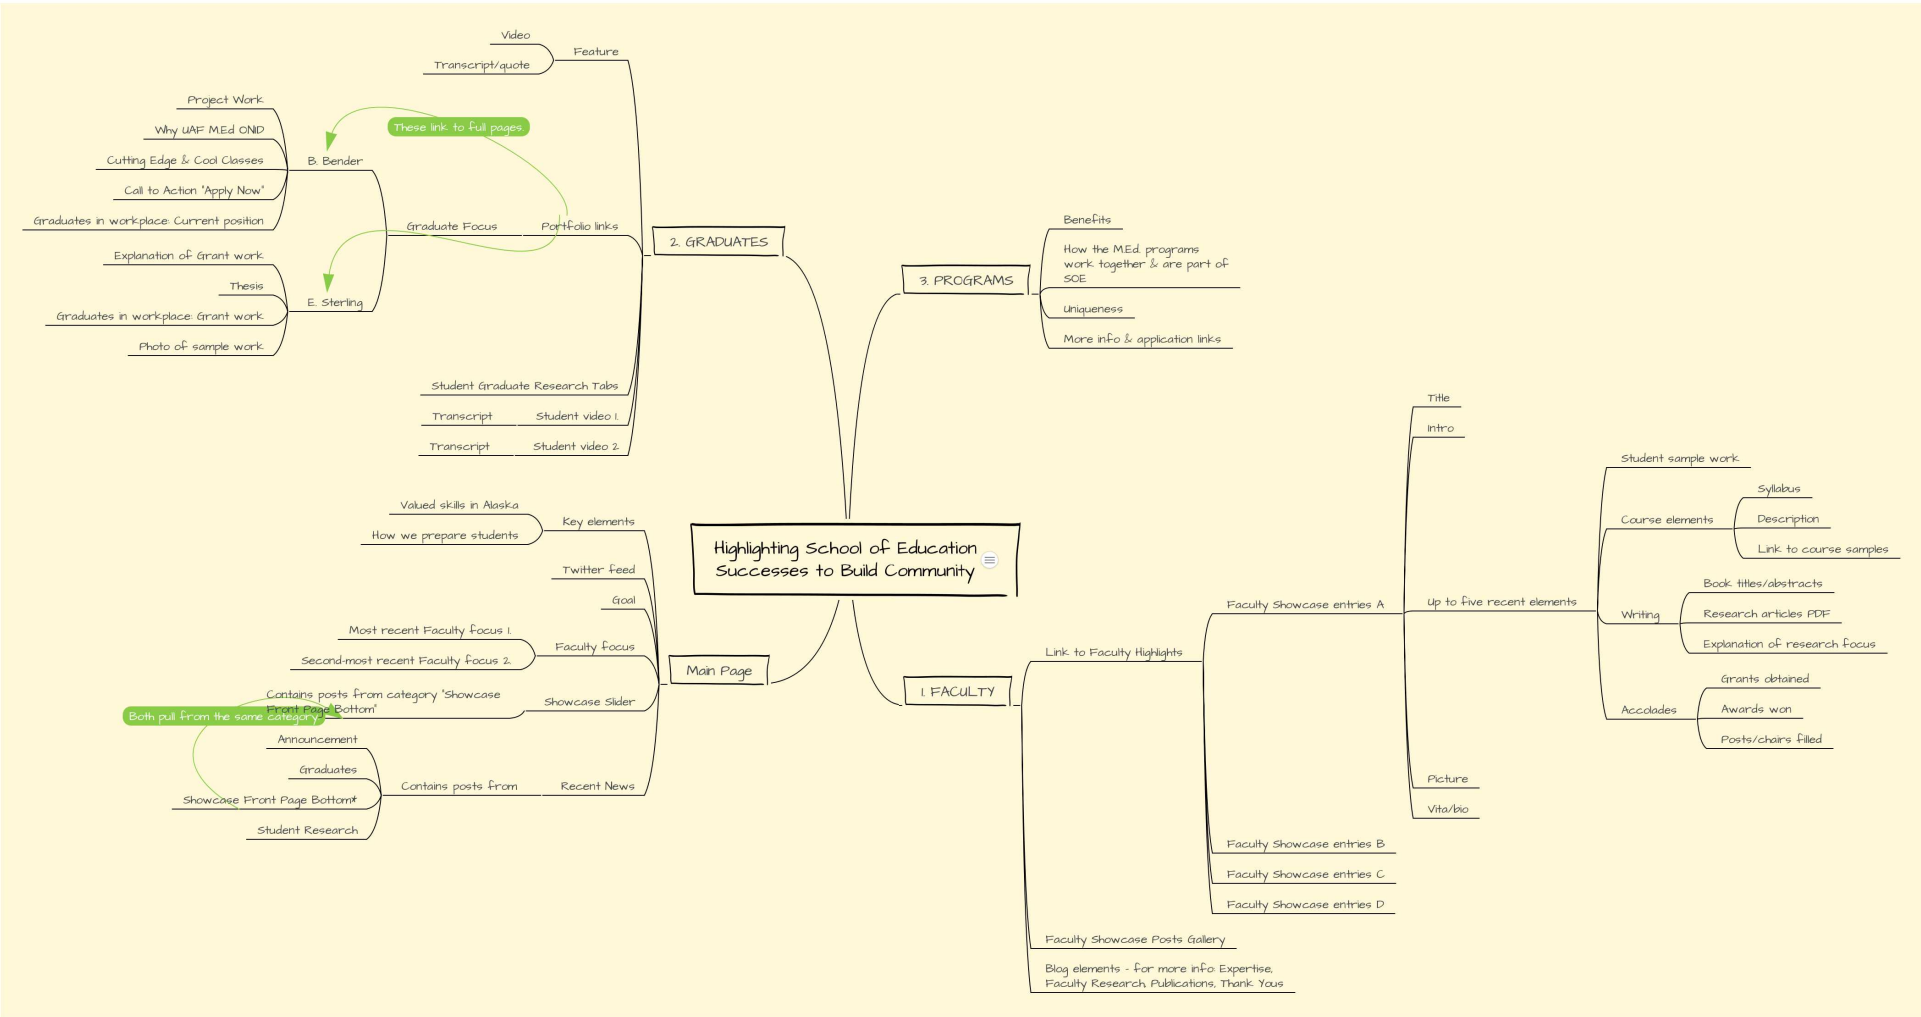 Highlighting School of Education
Successes to Build Community
2. GRADUATES
Feature
Video
Transcript/quote
Portfolio links
Graduate Focus
These link to full pages.
B. Bender
Project Work
Why UAF M.Ed ONID
Cutting Edge & Cool Classes
Call to Action "Apply Now"
Graduates in workplace: Current position
E. Sterling
Explanation of Grant work
Thesis
Graduates in workplace: Grant work
Photo of sample work
Student Graduate Research Tabs
Student video 1.
Transcript
Student video 2
Transcript
Main Page
Key elements
Valued skills in Alaska
How we prepare students
Twitter feed
Goal
Faculty focus
Most recent Faculty focus 1.
Second-most recent Faculty focus 2.
Showcase Slider
Contains posts from category "Showcase
Front Page Bottom"
Both pull from the same category.
Recent News
Contains posts from
Announcement
Graduates
Showcase Front Page Bottom*
Student Research
3. PROGRAMS
Benefits
How the M.Ed. programs
work together & are part of
SOE
Uniqueness
More info & application links
1. FACULTY
Link to Faculty Highlights
Faculty Showcase entries A
Title
Intro
Up to five recent elements
Student sample work
Course elements
Syllabus
Description
Link to course samples
Writing
Book titles/abstracts
Research articles PDF
Explanation of research focus
Accolades
Grants obtained
Awards won
Posts/chairs filled
Picture
Vita/bio
Faculty Showcase entries B
Faculty Showcase entries C
Faculty Showcase entries D
Faculty Showcase Posts Gallery
Blog elements - for more info: Expertise,
Faculty Research, Publications, Thank Yous